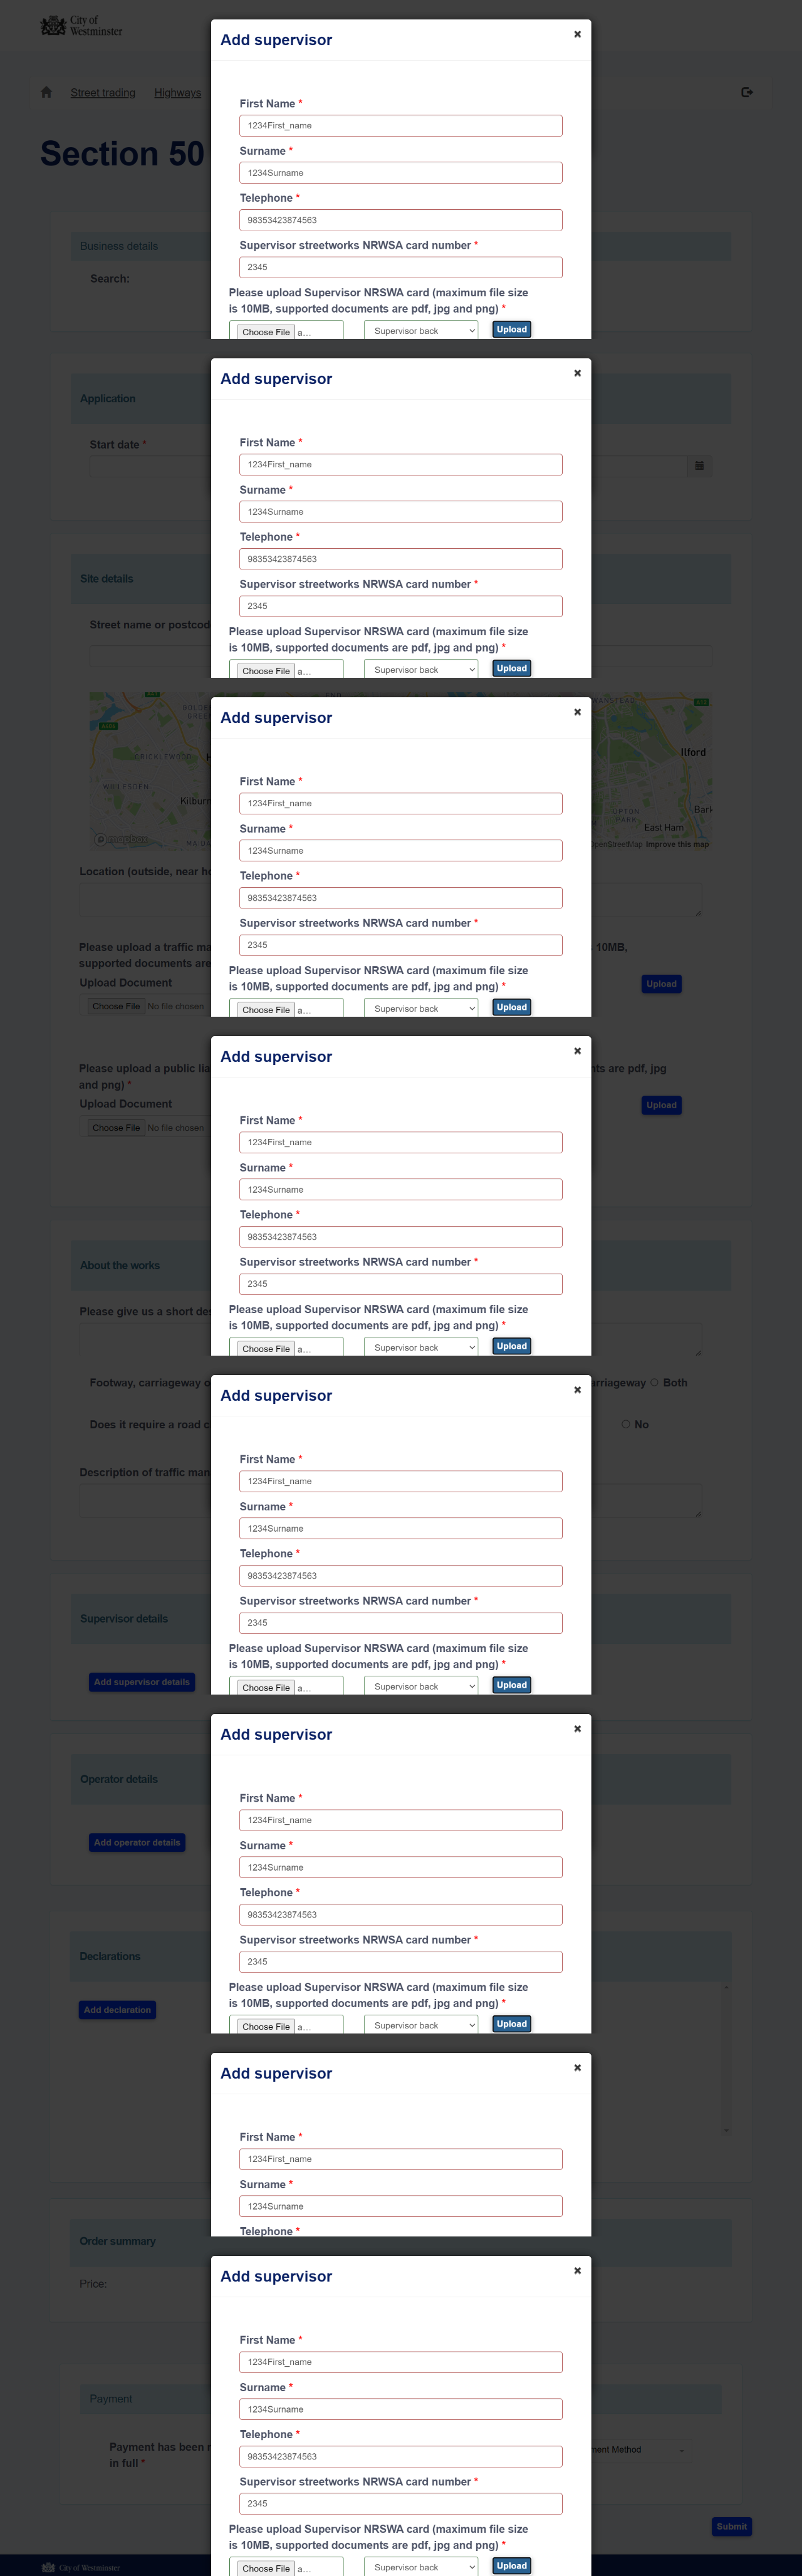 City of
Westminster
Street trading
Highways
Section 50
Business details
Search:
Application
Start date *
Site details
Street name or postcod
GOLDE
GREE
CRICKLEWOOD
WILLESDEN
Kilburn
MAIDA
mapbox
WANSTEAD
Ilford
UPTON
PARK
East Ham
Bark
OpenStreetMap Improve this map
Location (outside, near ho
Please upload a traffic ma
10MB,
supported documents are
Upload Document
Upload
Choose File No file chosen
Please upload a public lia
nts are pdf, jpg
and png) *
Upload Document
Upload
Choose File No file chosen
About the works
Please give us a short des
Footway, carriageway o
arriageway Both
Does it require a road c
No
Description of traffic man
Supervisor details
Add supervisor details
Operator details
Add operator details
Declarations
Add declaration
Order summary
Price:
Payment
Payment has been r
in full *
ment Method
Submit
City of Westminster
Add supervisor
×
First Name *
1234First_name
Surname *
1234Surname
Telephone *
98353423874563
Supervisor streetworks NRWSA card number *
2345
Please upload Supervisor NRSWA card (maximum file size
is 10MB, supported documents are pdf, jpg and png) *
Choose File a...
Supervisor back
Upload
Add supervisor
×
First Name *
1234First_name
Surname *
1234Surname
Telephone *
98353423874563
Supervisor streetworks NRWSA card number *
2345
Please upload Supervisor NRSWA card (maximum file size
is 10MB, supported documents are pdf, jpg and png) *
Choose File a...
Supervisor back
Upload
Add supervisor
×
First Name *
1234First_name
Surname *
1234Surname
Telephone *
98353423874563
Supervisor streetworks NRWSA card number *
2345
Please upload Supervisor NRSWA card (maximum file size
is 10MB, supported documents are pdf, jpg and png) *
Choose File a...
Supervisor back
Upload
Add supervisor
×
First Name *
1234First_name
Surname *
1234Surname
Telephone *
98353423874563
Supervisor streetworks NRWSA card number *
2345
Please upload Supervisor NRSWA card (maximum file size
is 10MB, supported documents are pdf, jpg and png) *
Choose File a...
Supervisor back
Upload
Add supervisor
×
First Name *
1234First_name
Surname *
1234Surname
Telephone *
98353423874563
Supervisor streetworks NRWSA card number *
2345
Please upload Supervisor NRSWA card (maximum file size
is 10MB, supported documents are pdf, jpg and png) *
Choose File a...
Supervisor back
Upload
Add supervisor
×
First Name *
1234First_name
Surname *
1234Surname
Telephone *
98353423874563
Supervisor streetworks NRWSA card number *
2345
Please upload Supervisor NRSWA card (maximum file size
is 10MB, supported documents are pdf, jpg and png) *
Choose File a...
Supervisor back
Upload
Add supervisor
×
First Name *
1234First_name
Surname *
1234Surname
Telephone *
Add supervisor
×
First Name *
1234First_name
Surname *
1234Surname
Telephone *
98353423874563
Supervisor streetworks NRWSA card number *
2345
Please upload Supervisor NRSWA card (maximum file size
is 10MB, supported documents are pdf, jpg and png) *
Choose File a...
Supervisor back
Upload